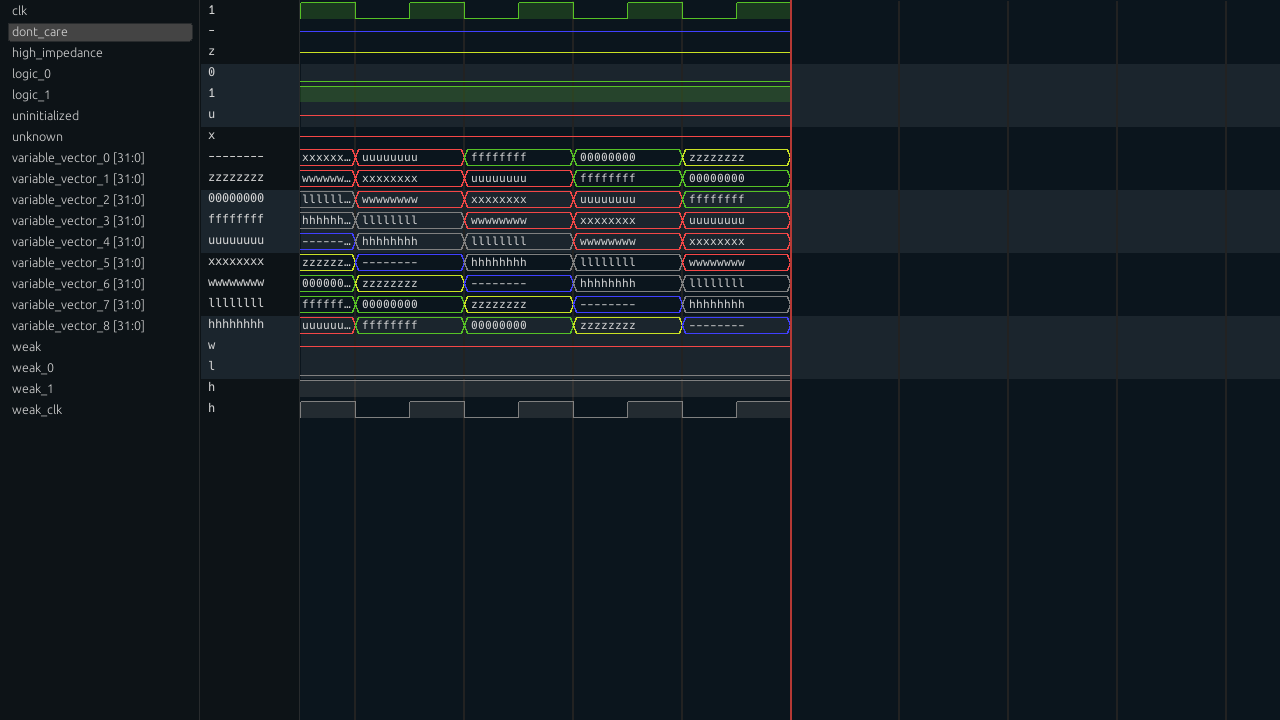 clk 1
dont_care –
high_impedance z
logic_0 0
logic_1 1
uninitialized u
unknown x
variable_vector_0 [31:0] -------- xxxxxx… uuuuuuuu ffffffff 00000000 zzzzzzzz
variable_vector_1 [31:0] zzzzzzzz wwwwww… xxxxxxxx uuuuuuuu ffffffff 00000000
variable_vector_2 [31:0] 00000000 llllll… wwwwwwww xxxxxxxx uuuuuuuu ffffffff
variable_vector_3 [31:0] ffffffff hhhhhh… llllllll wwwwwwww xxxxxxxx uuuuuuuu
variable_vector_4 [31:0] uuuuuuuu ------… hhhhhhhh llllllll wwwwwwww xxxxxxxx
variable_vector_5 [31:0] xxxxxxxx zzzzzz… -------- hhhhhhhh llllllll wwwwwwww
variable_vector_6 [31:0] wwwwwwww 000000… zzzzzzzz -------- hhhhhhhh llllllll
variable_vector_7 [31:0] llllllll ffffff… 00000000 zzzzzzzz -------- hhhhhhhh
variable_vector_8 [31:0] hhhhhhhh uuuuuu… ffffffff 00000000 zzzzzzzz --------
weak w
weak_0 l
weak_1 h
weak_clk h